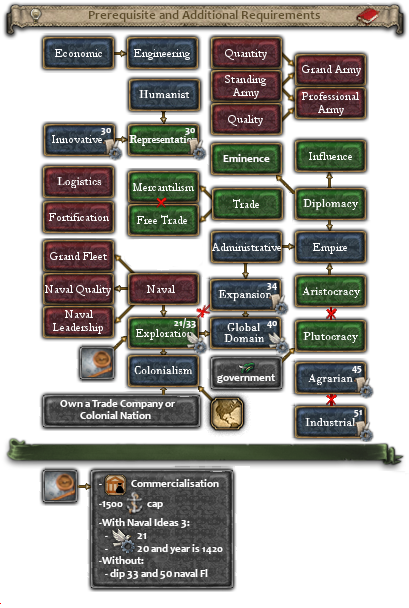 Prerequisite and Additional Requirements
Economic
Engineering
Quantity
Standing
Army
Quality
Grand Army
Professional
Army
Humanist
Innovative
30
Representation
30
Eminence
Influence
Logistics
Mercantilism
Fortification
Free Trade
Trade
Diplomacy
Grand Fleet
Administrative
Empire
Naval Quality
Naval
Expansion
34
Aristocracy
Naval
Leadership
Exploration
21/33
Global
Domain
40
Plutocracy
Colonialism
government
Agrarian
45
Own a Trade Company or
Colonial Nation
Industrial
51
- Commercialisation
-1500 cap
-With Naval Ideas 3:
- 21
- 20 and year is 1420
-Without:
- dip 33 and 50 naval Fl